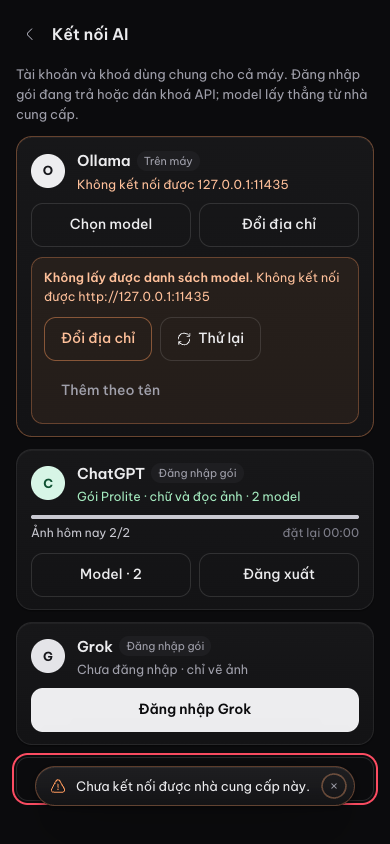 Kết nối AI
Tài khoản và khoá dùng chung cho cả máy. Đăng nhập
gói đang trả hoặc dán khoá API; model lấy thẳng từ nhà
cung cấp.
O
Ollama Trên máy
Không kết nối được 127.0.0.1:11435
Chọn model
Đổi địa chỉ
Không lấy được danh sách model. Không kết nối
được http://127.0.0.1:11435
Đổi địa chỉ
Thử lại
Thêm theo tên
C
ChatGPT Đăng nhập gói
Gói Prolite · chữ và đọc ảnh · 2 model
Ảnh hôm nay 2/2
đặt lại 00:00
Model · 2
Đăng xuất
G
Grok Đăng nhập gói
Chưa đăng nhập · chỉ vẽ ảnh
Đăng nhập Grok
Chưa kết nối được nhà cung cấp này.